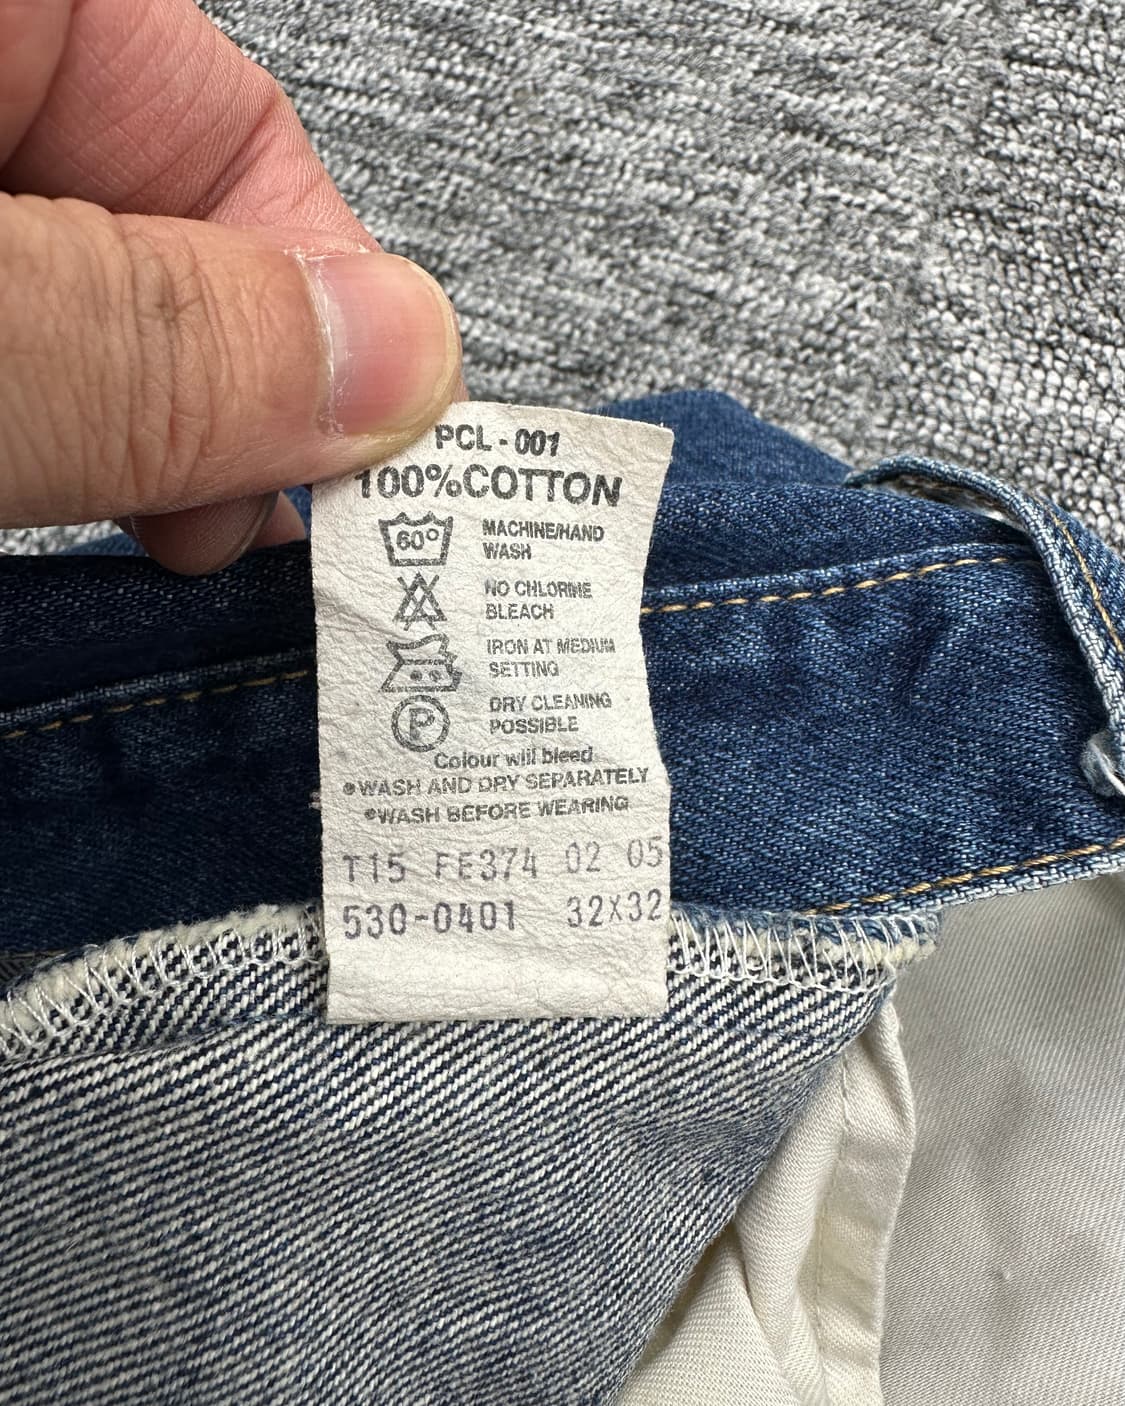 PCL - 001
100%COTTON
60° MACHINE/HAND
WASH
NO CHLORINE
BLEACH
IRON AT MEDIUM
SETTING
P DRY CLEANING
POSSIBLE
Colour will bleed
●WASH AND DRY SEPARATELY
●WASH BEFORE WEARING
T15 FE374 02 05
530-0401 32X32